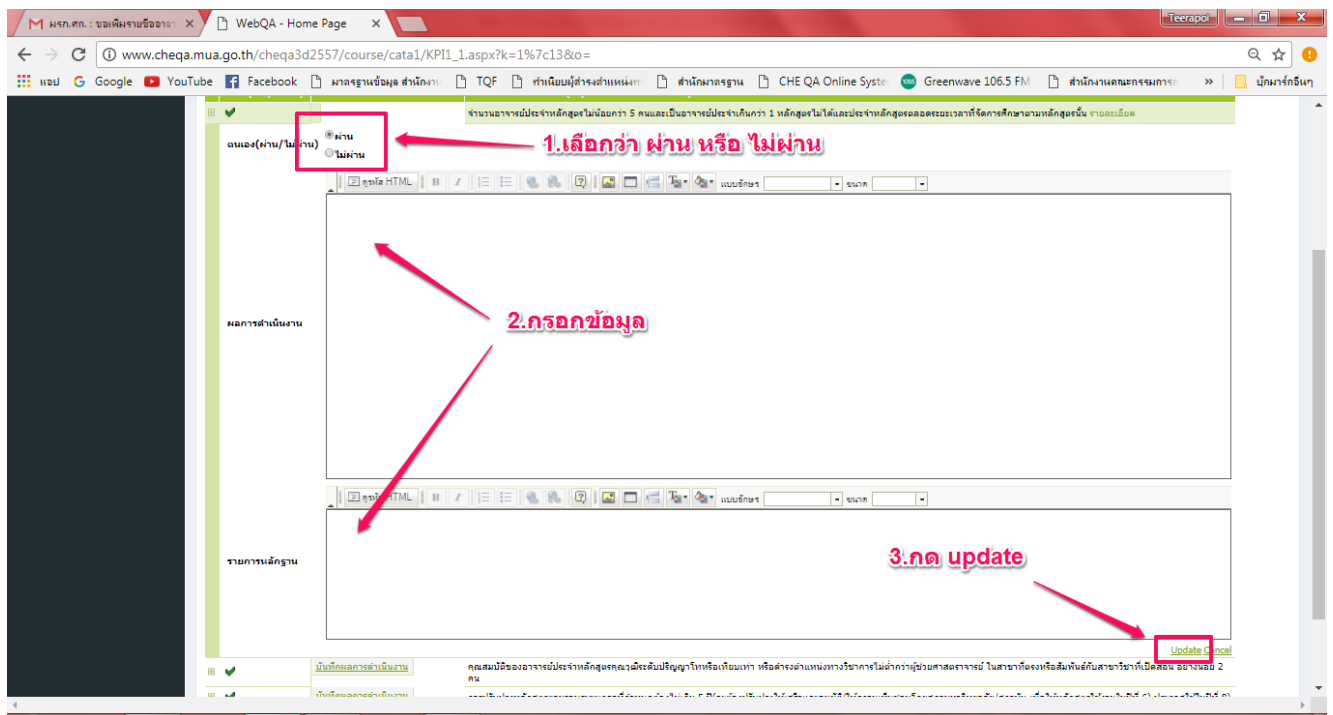 มรภ.ศก. : ขอเพิ่มรายชื่ออาจา
WebQA - Home Page
Teerapol
www.cheqa.mua.go.th/cheqa3d2557/course/cata1/KPI1_1.aspx?k=1%7c13&o=
แอป Google YouTube Facebook มาตรฐานข้อมูล สำนักงาน TQF ทำเนียบผู้ดำรงตำแหน่งทา สำนักมาตรฐาน CHE QA Online Syste Greenwave 106.5 FM สำนักงานคณะกรรมการก » บุ๊กมาร์กอื่นๆ
จำนวนอาจารย์ประจำหลักสูตรไม่น้อยกว่า 5 คนและเป็นอาจารย์ประจำเกินกว่า 1 หลักสูตรไม่ได้และประจำหลักสูตรตลอดระยะเวลาที่จัดการศึกษาตามหลักสูตรนั้น รายละเอียด
ตนเอง(ผ่าน/ไม่ผ่าน)
ผ่าน
ไม่ผ่าน
1.เลือกว่า ผ่าน หรือ ไม่ผ่าน
ดูรหัส HTML B I แบบอักษร ขนาด
ผลการดำเนินงาน
2.กรอกข้อมูล
ดูรหัส HTML B I แบบอักษร ขนาด
รายการหลักฐาน
3.กด update
Update Cancel
บันทึกผลการดำเนินงาน
คุณสมบัติของอาจารย์ประจำหลักสูตรคุณวุฒิระดับปริญญาโทหรือเทียบเท่า หรือดำรงตำแหน่งทางวิชาการไม่ต่ำกว่าผู้ช่วยศาสตราจารย์ ในสาขาที่ตรงหรือสัมพันธ์กับสาขาวิชาที่เปิดสอน อย่างน้อย 2
คน
บันทึกผลการดำเนินงาน